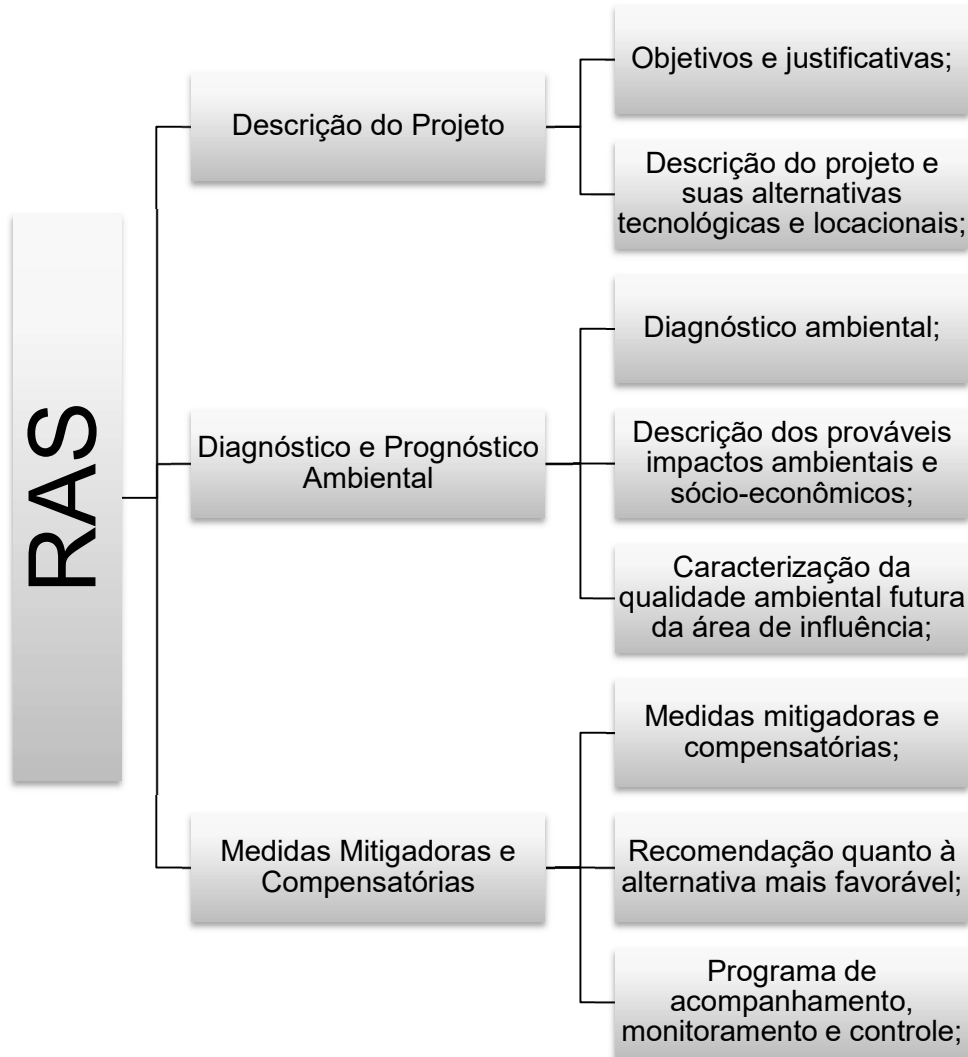 RAS
Descrição do Projeto
Objetivos e justificativas;
Descrição do projeto e
suas alternativas
tecnológicas e locacionais;
Diagnóstico e Prognóstico
Ambiental
Diagnóstico ambiental;
Descrição dos prováveis
impactos ambientais e
sócio-econômicos;
Caracterização da
qualidade ambiental futura
da área de influência;
Medidas Mitigadoras e
Compensatórias
Medidas mitigadoras e
compensatórias;
Recomendação quanto à
alternativa mais favorável;
Programa de
acompanhamento,
monitoramento e controle;